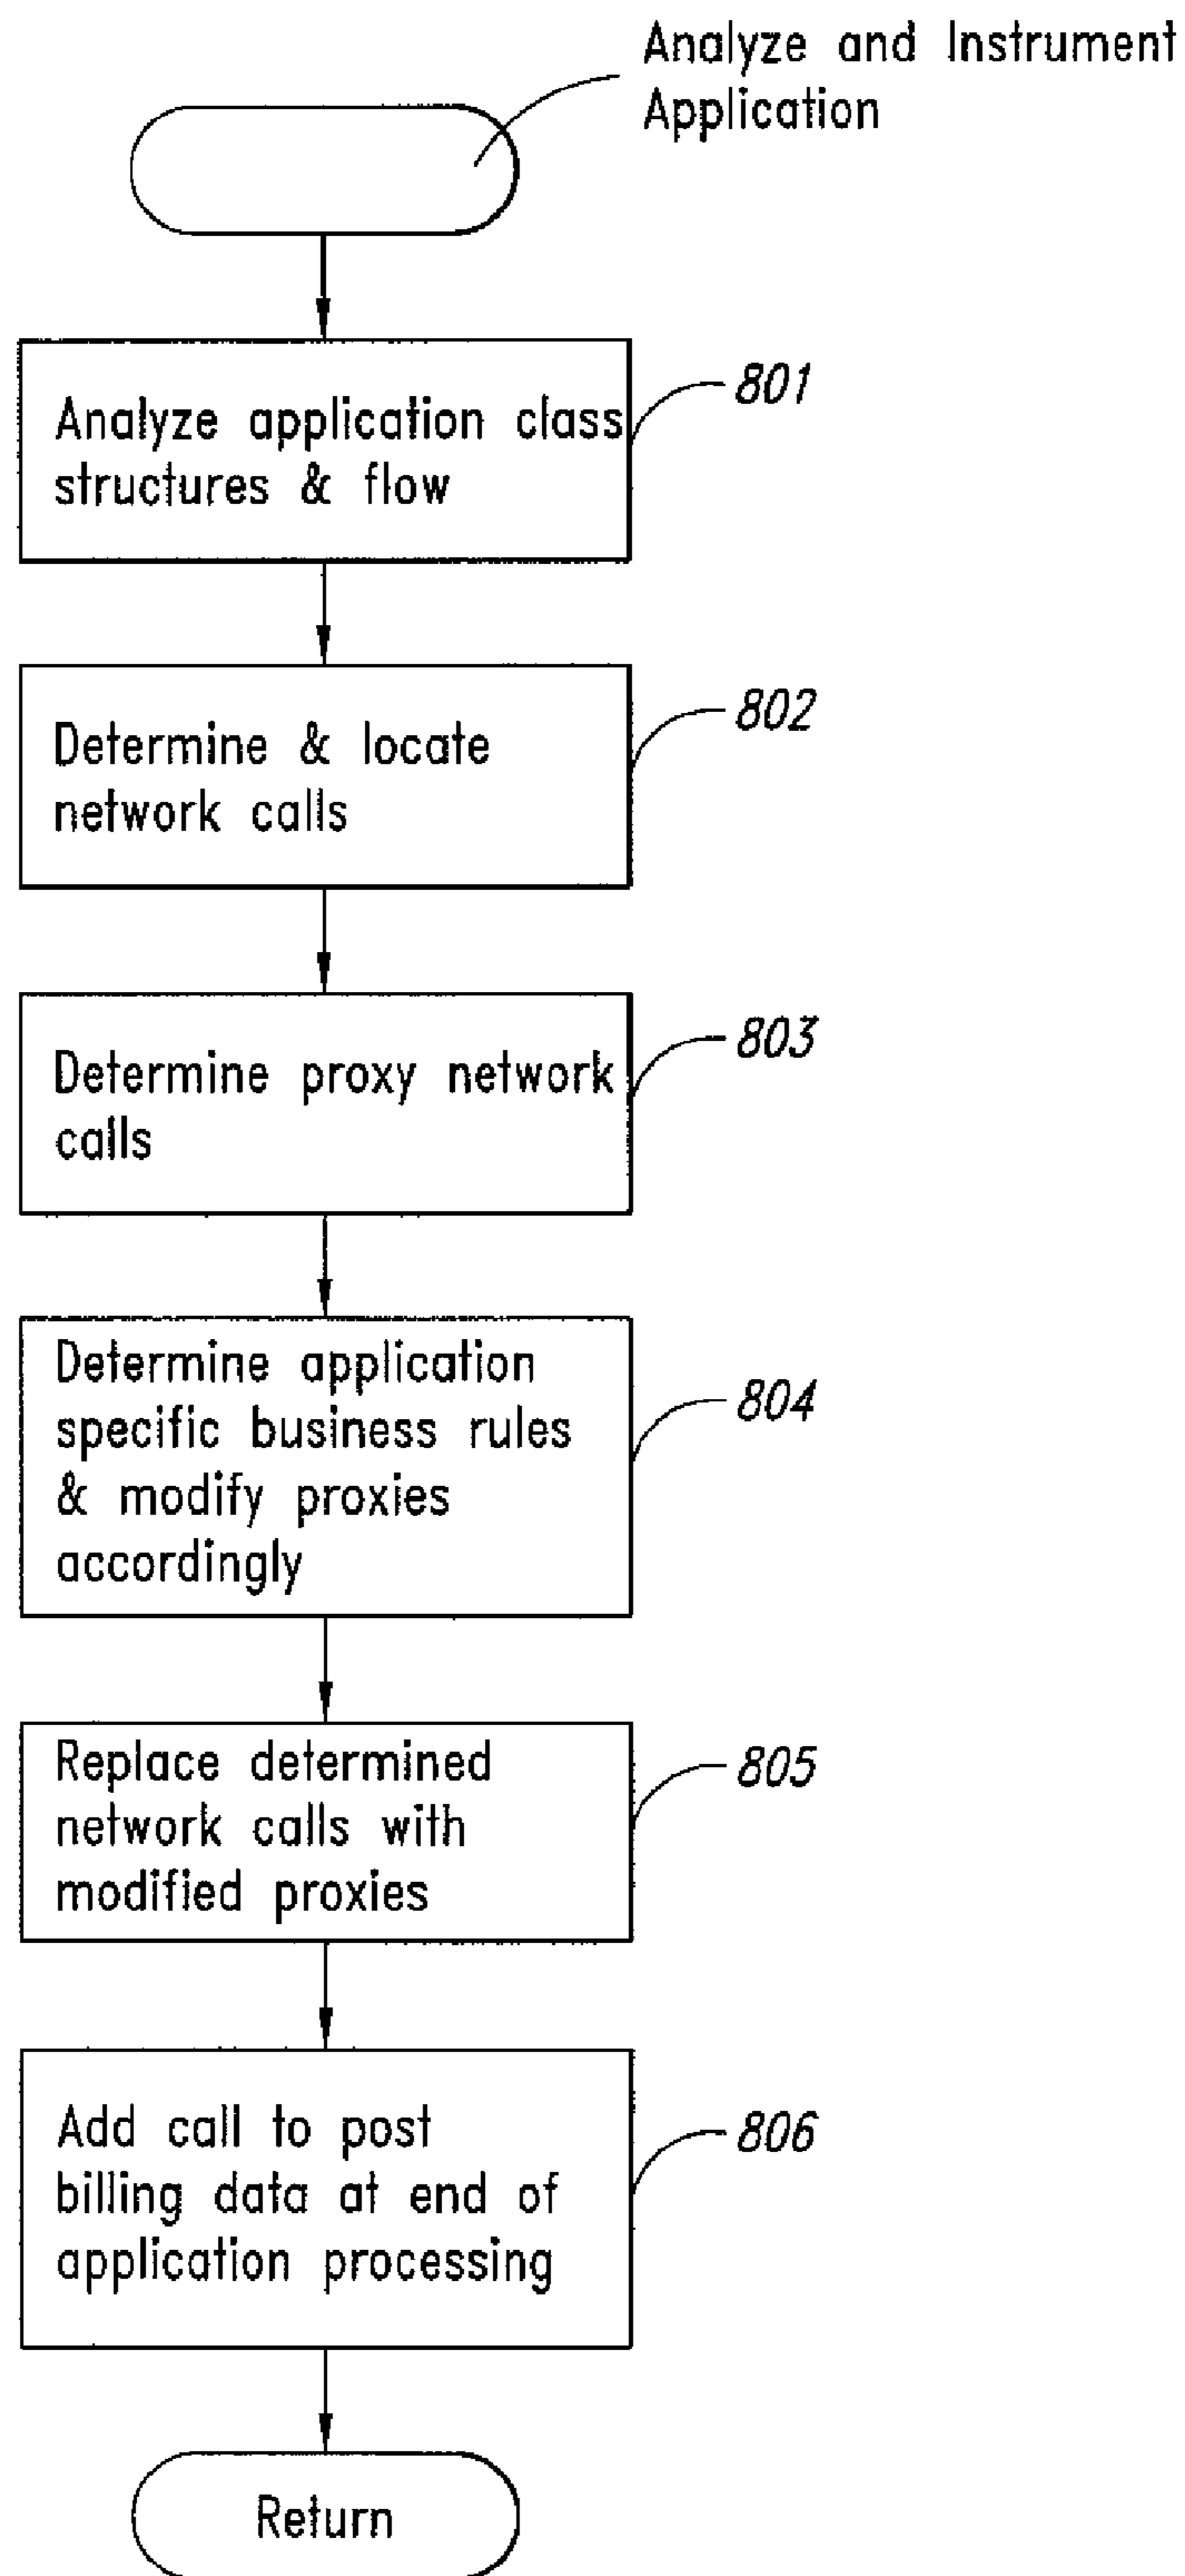 Analyze and Instrument
Application
Analyze application class
structures & flow
801
Determine & locate
network calls
802
Determine proxy network
calls
803
Determine application
specific business rules
& modify proxies
accordingly
804
Replace determined
network calls with
modified proxies
805
Add call to post
billing data at end of
application processing
806
Return